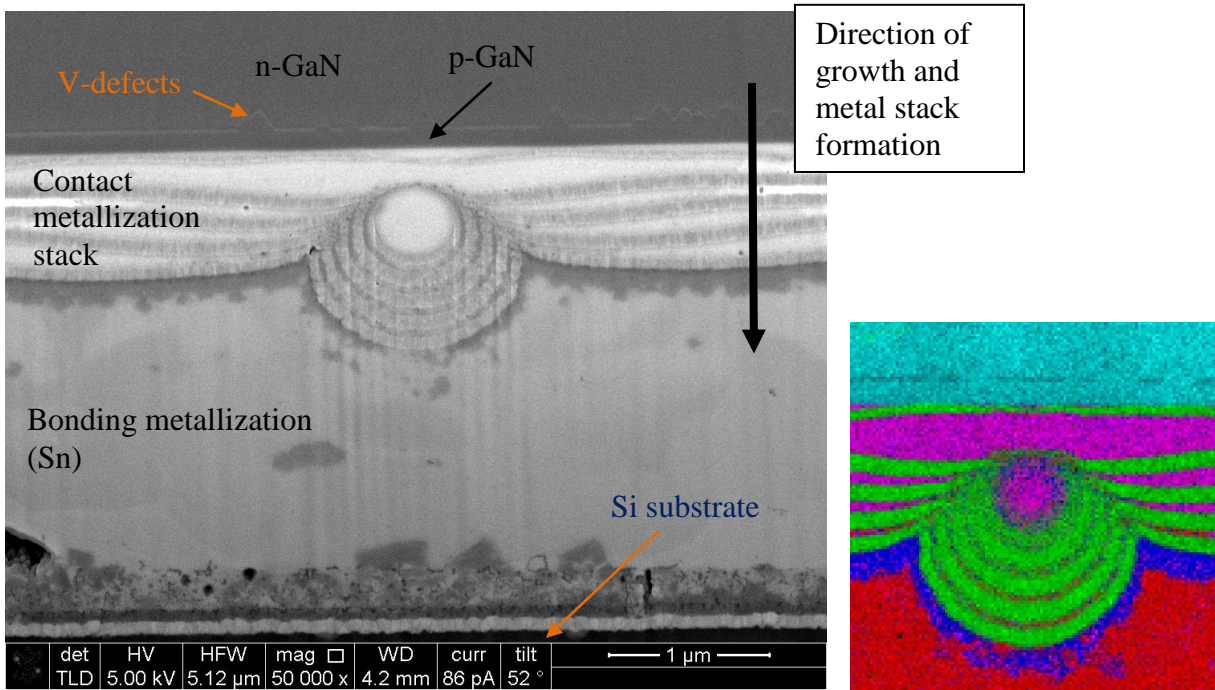 n-GaN
p-GaN
V-defects
Direction of
growth and
metal stack
formation
Contact
metallization
stack
Bonding metallization
(Sn)
Si substrate
det HV HFW mag □ WD curr tilt
TLD 5.00 kV 5.12 µm 50 000 x 4.2 mm 86 pA 52 °
1 µm